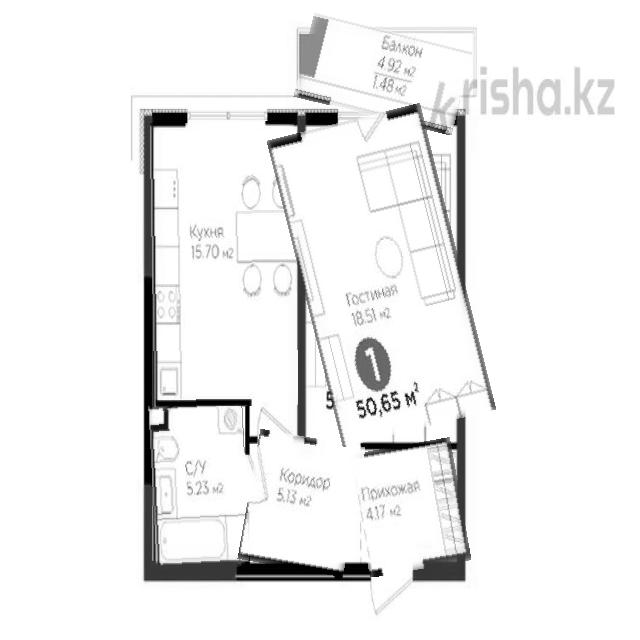 Балкон
4.92 м2
1.48 м2
krisha.kz
Кухня
15.70 м2
Гостиная
18.51 м2
1
5
50,65 м²
С/У
5.23 м2
Коридор
5.13 м2
Прихожая
4.17 м2